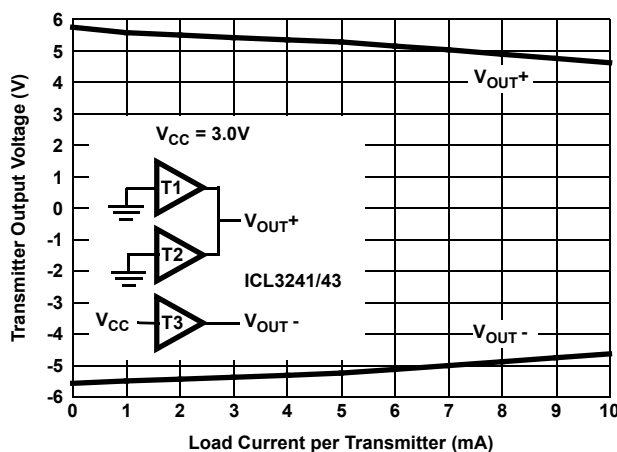 6
5
4
3
2
1
0
-1
-2
-3
-4
-5
-6
Transmitter Output Voltage (V)
VOUT+
VCC = 3.0V
T1
VOUT+
T2
ICL3241/43
VCC
T3
VOUT -
VOUT -
0 1 2 3 4 5 6 7 8 9 10
Load Current per Transmitter (mA)